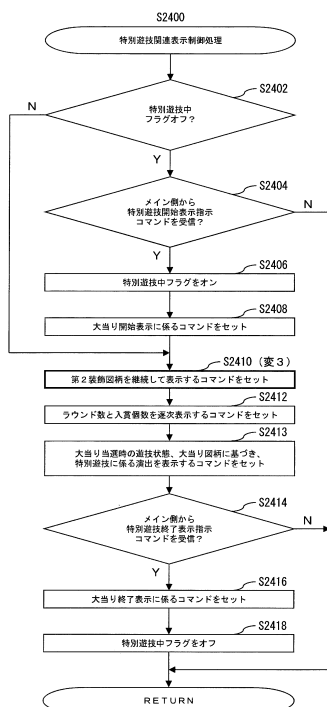 S2400
特別遊技関連表示制御処理
S2402
N
特別遊技中
フラグオフ?
Y
S2404
メイン側から
特別遊技開始表示指示
コマンドを受信?
N
Y
S2406
特別遊技中フラグをオン
S2408
大当り開始表示に係るコマンドをセット
S2410 (変3)
第2装飾図柄を継続して表示するコマンドをセット
S2412
ラウンド数と入賞個数を逐次表示するコマンドをセット
S2413
大当り当選時の遊技状態、大当り図柄に基づき、
特別遊技に係る演出を表示するコマンドをセット
S2414
メイン側から
特別遊技終了表示指示
コマンドを受信?
N
Y
S2416
大当り終了表示に係るコマンドをセット
S2418
特別遊技中フラグをオフ
RETURN